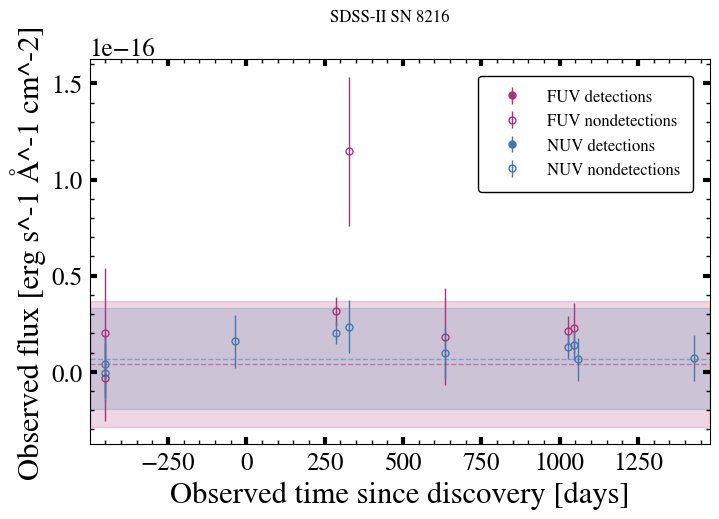 SDSS-II SN 8216
1e−16
FUV detections
FUV nondetections
NUV detections
NUV nondetections
1.5
1.0
0.5
0.0
Observed flux [erg s^-1 Å^-1 cm^-2]
−250 0 250 500 750 1000 1250
Observed time since discovery [days]